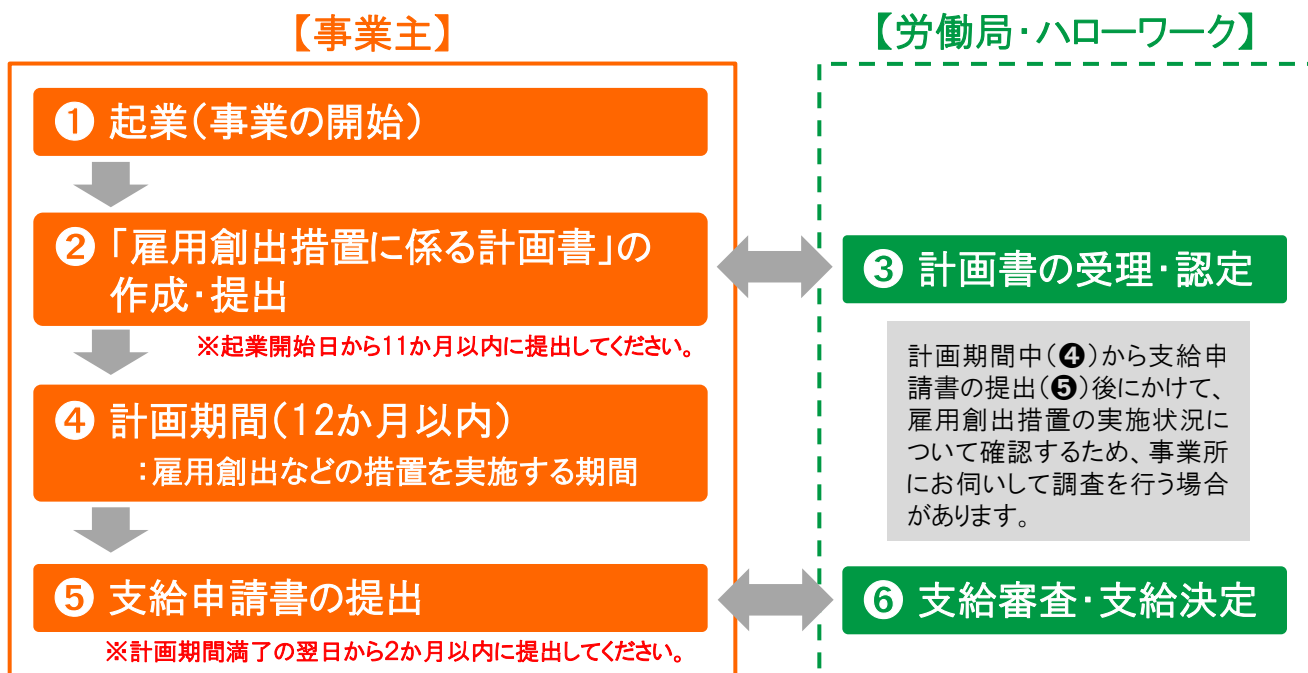 【事業主】
❶ 起業(事業の開始)
❷ 「雇用創出措置に係る計画書」の
作成・提出
※起業開始日から11か月以内に提出してください。
❹ 計画期間(12か月以内)
:雇用創出などの措置を実施する期間
❺ 支給申請書の提出
※計画期間満了の翌日から2か月以内に提出してください。
【労働局・ハローワーク】
❸ 計画書の受理・認定
計画期間中(❹)から支給申
請書の提出(❺)後にかけて、
雇用創出措置の実施状況に
ついて確認するため、事業所
にお伺いして調査を行う場合
があります。
❻ 支給審査・支給決定